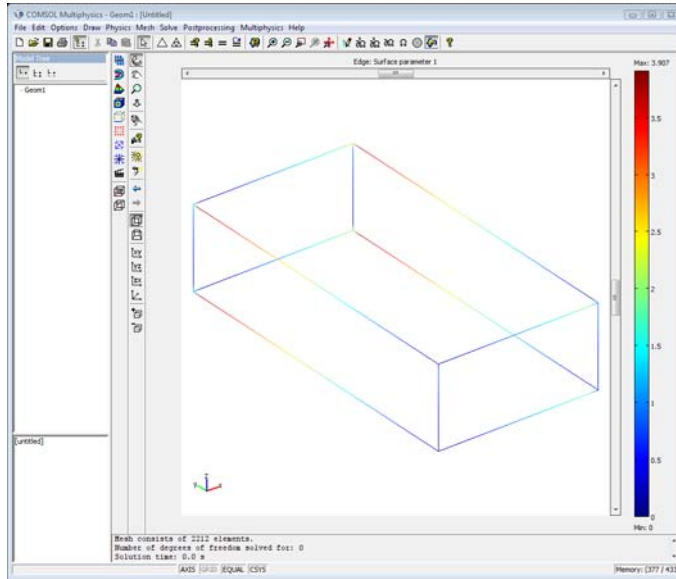 COMSOL Multiphysics - Geom1 : [Untitled]
File Edit Options Draw Physics Mesh Solve Postprocessing Multiphysics Help
Model Tree
Geom1
Edge: Surface parameter 1
Max: 3.907
3.5
3
2.5
2
1.5
1
0.5
0
Min: 0
z
y
x
[untitled]
Mesh consists of 2212 elements.
Number of degrees of freedom solved for: 0
Solution time: 0.0 s
AXIS GRID EQUAL CSYS
Memory: (377 / 433